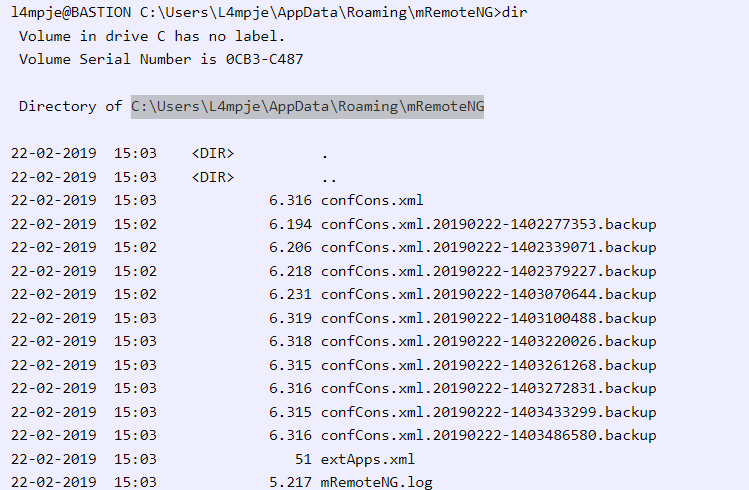 l4mpje@BASTION C:\Users\L4mpje\AppData\Roaming\mRemoteNG>dir
Volume in drive C has no label.
Volume Serial Number is 0CB3-C487
Directory of C:\Users\L4mpje\AppData\Roaming\mRemoteNG
22-02-2019  15:03    <DIR>          .
22-02-2019  15:03    <DIR>          ..
22-02-2019  15:03             6.316 confCons.xml
22-02-2019  15:02             6.194 confCons.xml.20190222-1402277353.backup
22-02-2019  15:02             6.206 confCons.xml.20190222-1402339071.backup
22-02-2019  15:02             6.218 confCons.xml.20190222-1402379227.backup
22-02-2019  15:02             6.231 confCons.xml.20190222-1403070644.backup
22-02-2019  15:03             6.319 confCons.xml.20190222-1403100488.backup
22-02-2019  15:03             6.318 confCons.xml.20190222-1403220026.backup
22-02-2019  15:03             6.315 confCons.xml.20190222-1403261268.backup
22-02-2019  15:03             6.316 confCons.xml.20190222-1403272831.backup
22-02-2019  15:03             6.315 confCons.xml.20190222-1403433299.backup
22-02-2019  15:03             6.316 confCons.xml.20190222-1403486580.backup
22-02-2019  15:03                51 extApps.xml
22-02-2019  15:03             5.217 mRemoteNG.log